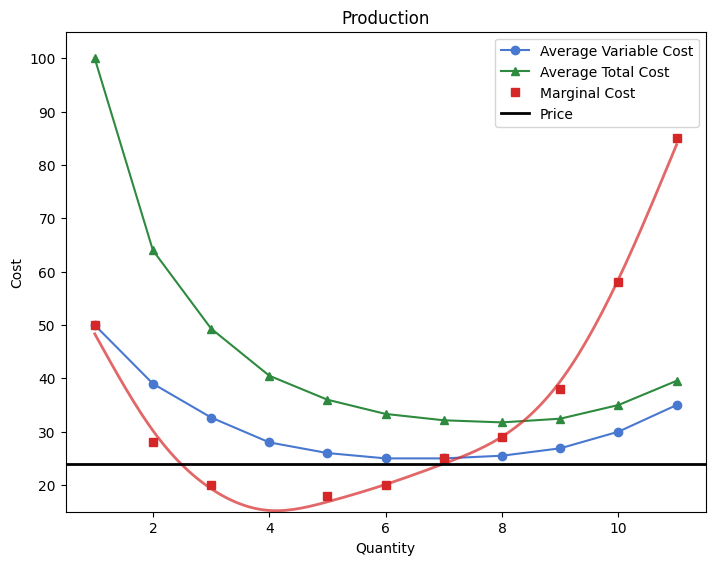 Production
Average Variable Cost
Average Total Cost
Marginal Cost
Price
Cost
100
90
80
70
60
50
40
30
20
2 4 6 8 10
Quantity